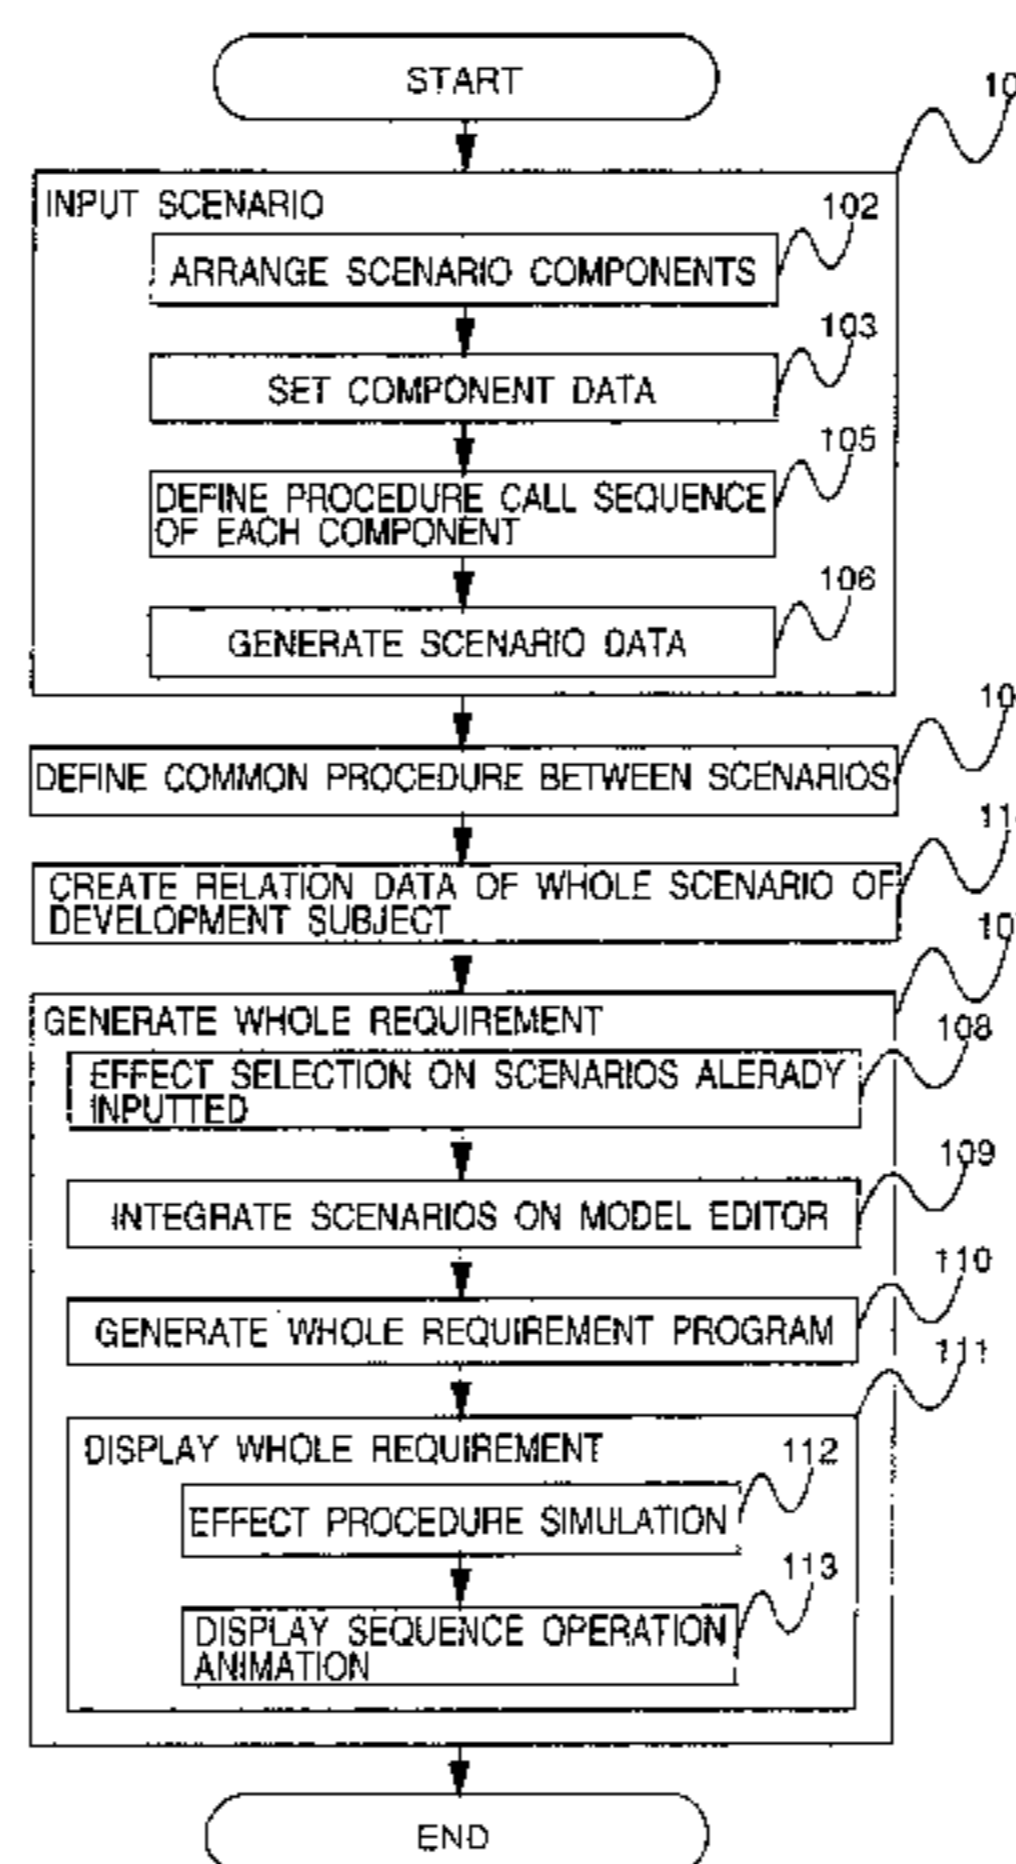 START
INPUT SCENARIO
102
ARRANGE SCENARIO COMPONENTS
103
SET COMPONENT DATA
105
DEFINE PROCEDURE CALL SEQUENCE
OF EACH COMPONENT
106
GENERATE SCENARIO DATA
DEFINE COMMON PROCEDURE BETWEEN SCENARIOS
CREATE RELATION DATA OF WHOLE SCENARIO OF
DEVELOPMENT SUBJECT
GENERATE WHOLE REQUIREMENT
108
EFFECT SELECTION ON SCENARIOS ALERADY
INPUTTED
109
INTEGRATE SCENARIOS ON MODEL EDITOR
110
GENERATE WHOLE REQUIREMENT PROGRAM
111
DISPLAY WHOLE REQUIREMENT
112
EFFECT PROCEDURE SIMULATION
113
DISPLAY SEQUENCE OPERATION
ANIMATION
END